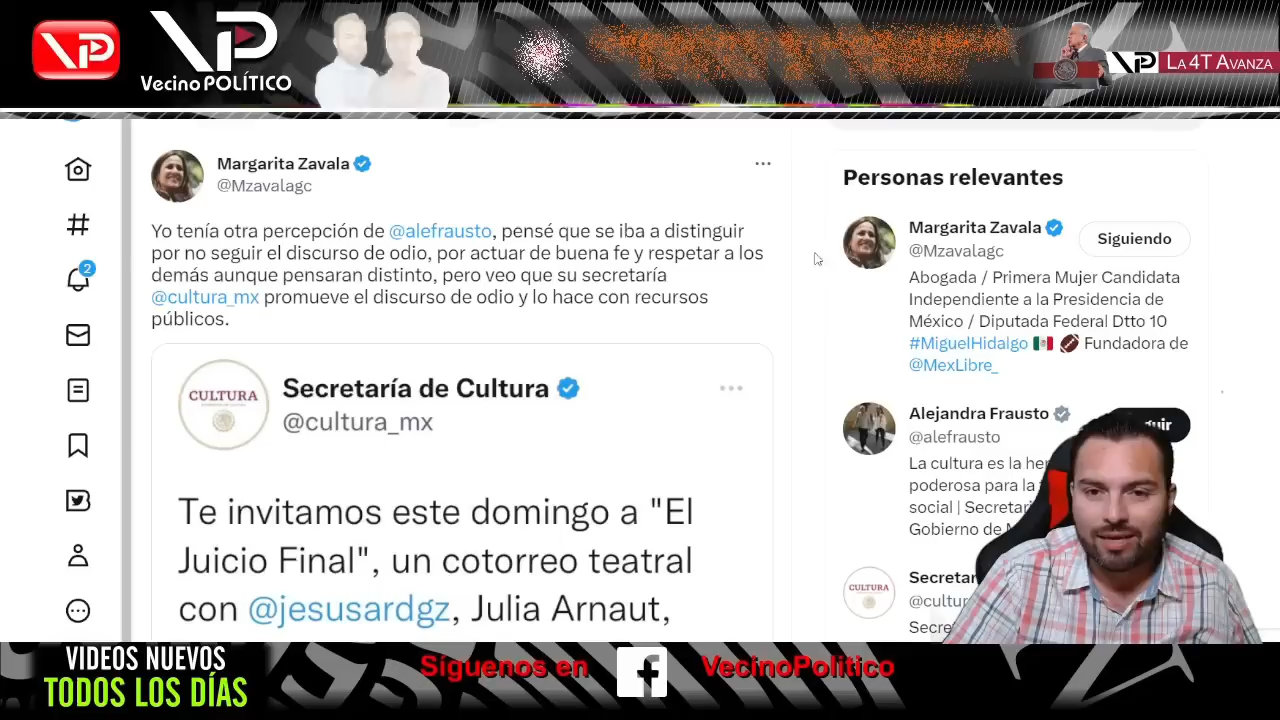 VP
VP
Vecino POLÍTICO
VP La 4T Avanza
Margarita Zavala
@Mzavalagc
Yo tenía otra percepción de @alefrausto, pensé que se iba a distinguir
por no seguir el discurso de odio, por actuar de buena fe y respetar a los
demás aunque pensaran distinto, pero veo que su secretaría
@cultura_mx promueve el discurso de odio y lo hace con recursos
públicos.
CULTURA
Secretaría de Cultura
@cultura_mx
Te invitamos este domingo a "El
Juicio Final", un cotorreo teatral
con @jesusardgz, Julia Arnaut,
2
Personas relevantes
Margarita Zavala
@Mzavalagc
Siguiendo
Abogada / Primera Mujer Candidata
Independiente a la Presidencia de
México / Diputada Federal Dtto 10
#MiguelHidalgo Fundadora de
@MexLibre_
Alejandra Frausto
@alefrausto
La cultura es la
poderosa para la
social |
Gobierno de
CULTURA
VIDEOS NUEVOS
TODOS LOS DÍAS
Síguenos en f VecinoPolitico